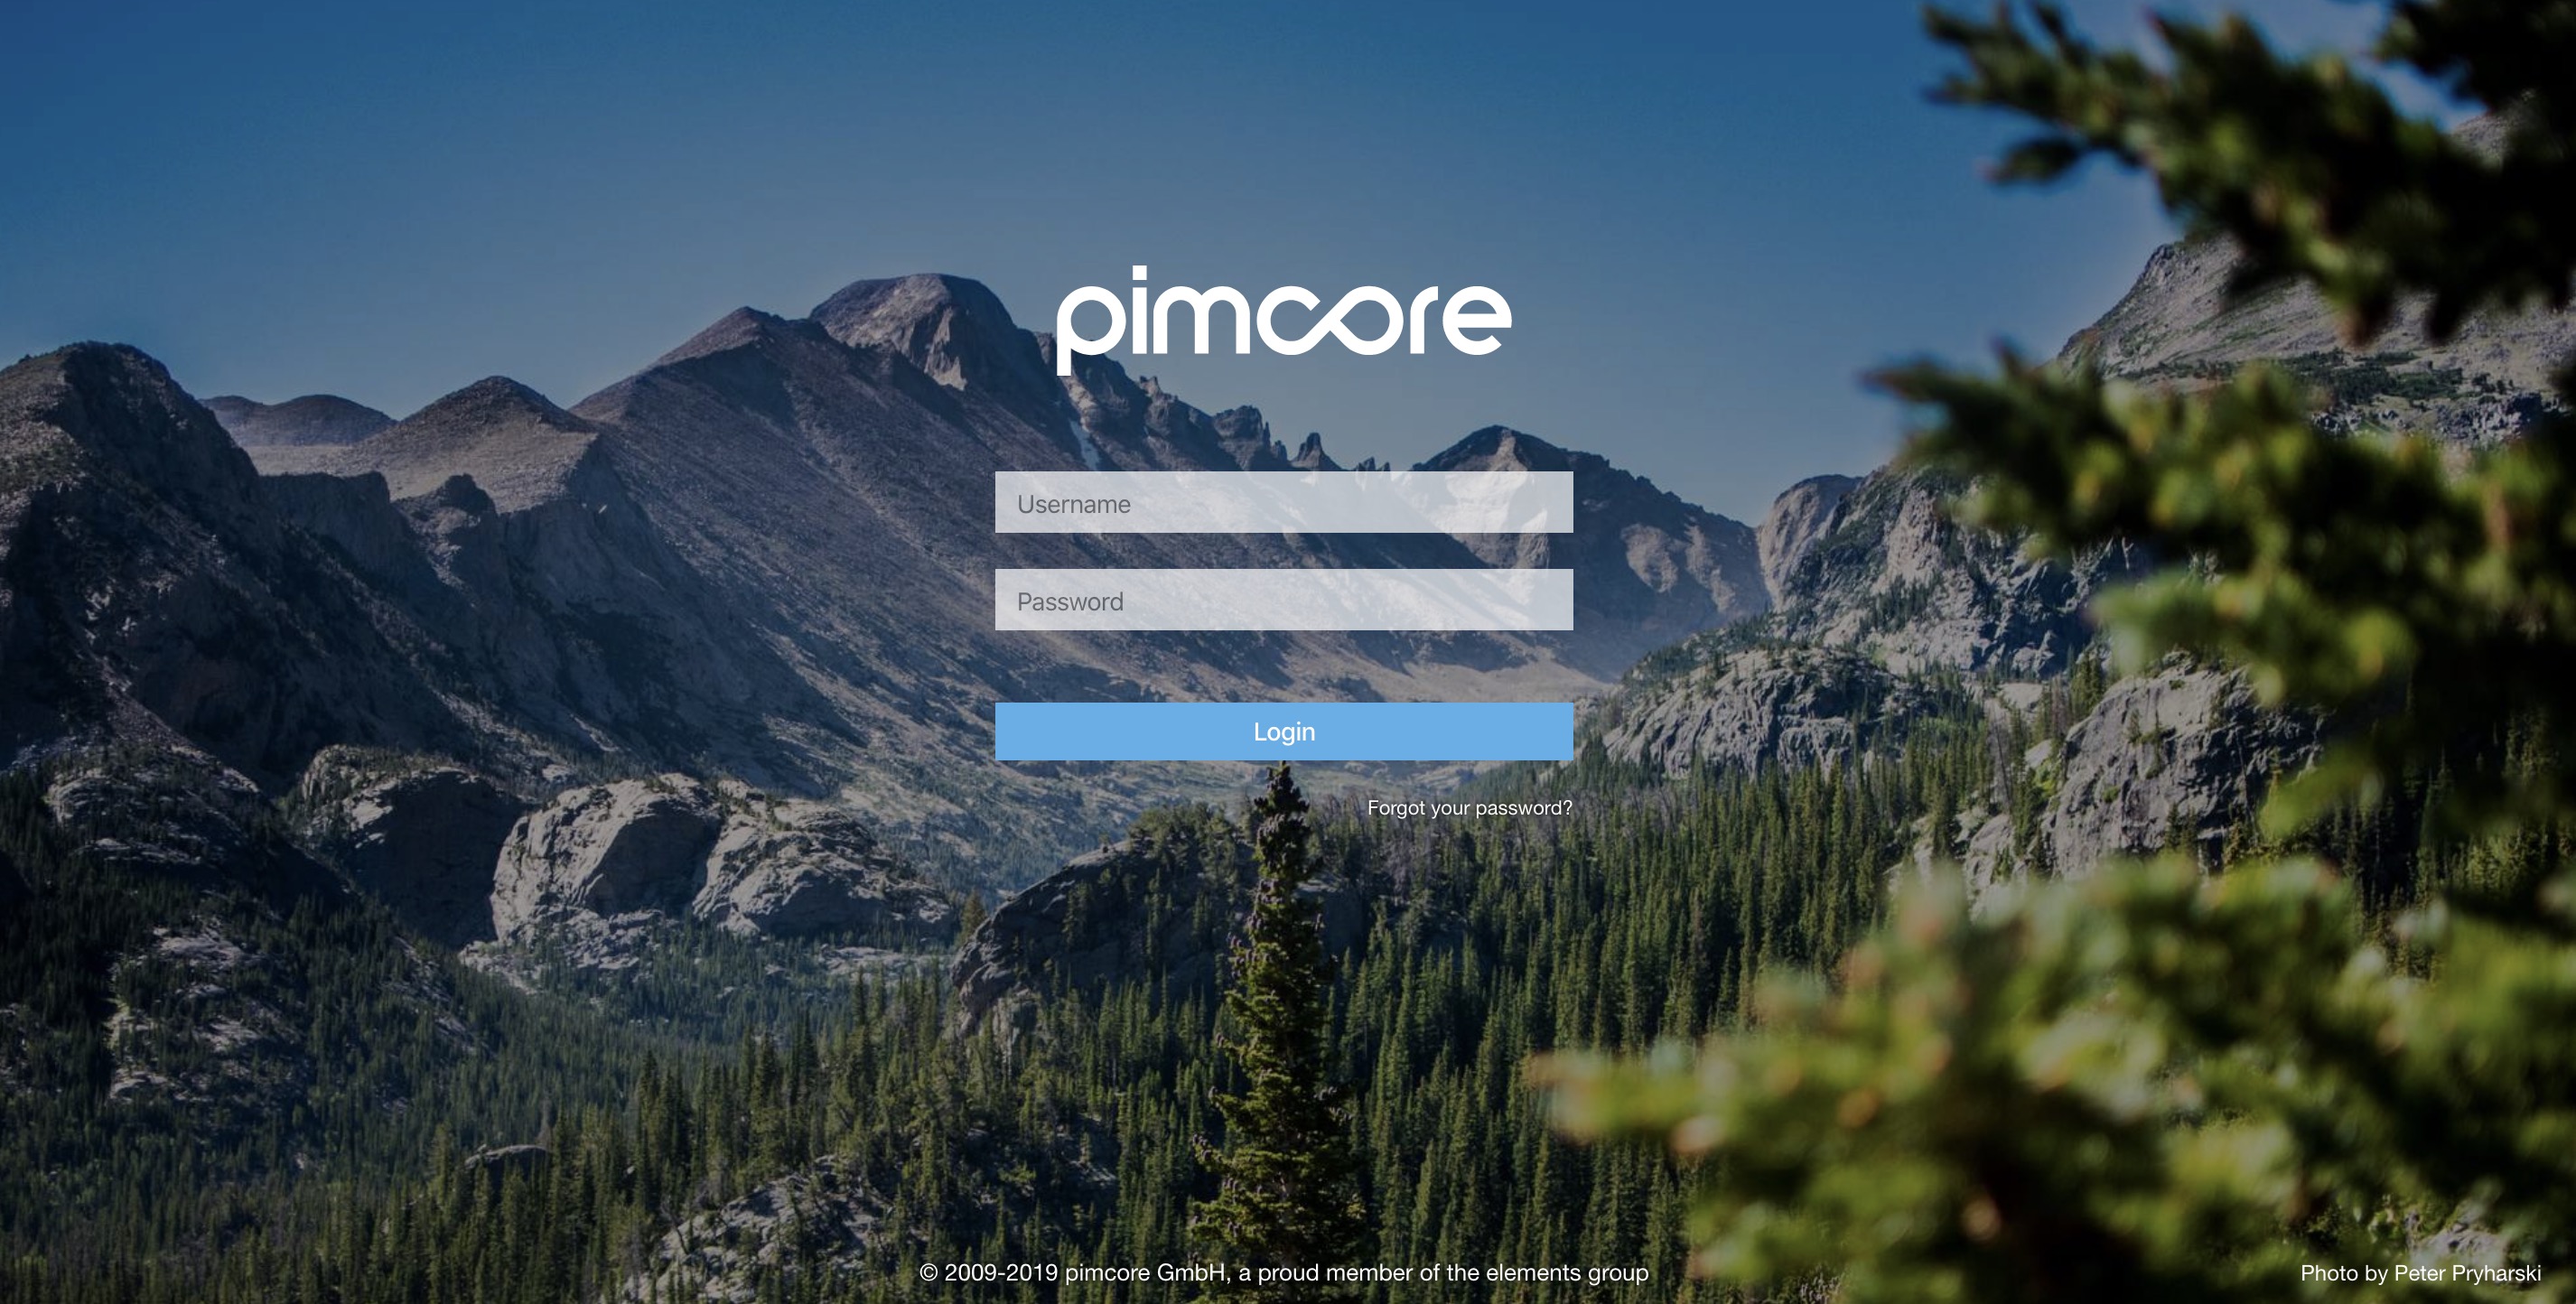 pimcore
Username
Password
Login
Forgot your password?
© 2009-2019 pimcore GmbH, a proud member of the elements group
Photo by Peter Pryharski